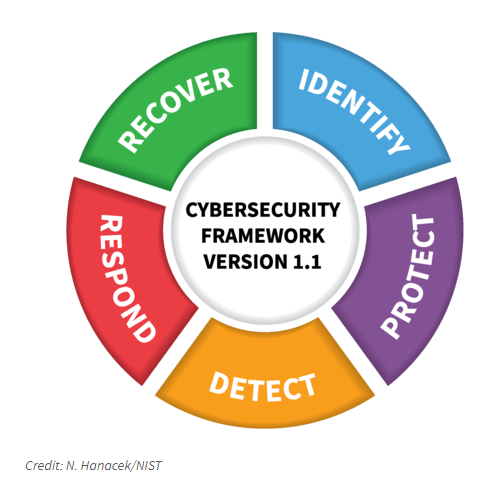 RECOVER
IDENTIFY
PROTECT
DETECT
RESPOND
CYBERSECURITY
FRAMEWORK
VERSION 1.1
Credit: N. Hanacek/NIST